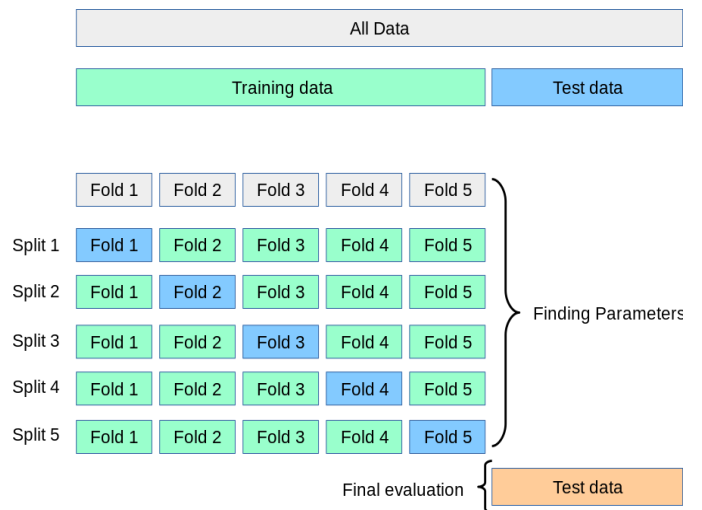 All Data
Training data Test data
Fold 1 Fold 2 Fold 3 Fold 4 Fold 5
Split 1 Fold 1 Fold 2 Fold 3 Fold 4 Fold 5
Split 2 Fold 1 Fold 2 Fold 3 Fold 4 Fold 5
Finding Parameters
Split 3 Fold 1 Fold 2 Fold 3 Fold 4 Fold 5
Split 4 Fold 1 Fold 2 Fold 3 Fold 4 Fold 5
Split 5 Fold 1 Fold 2 Fold 3 Fold 4 Fold 5
Final evaluation Test data